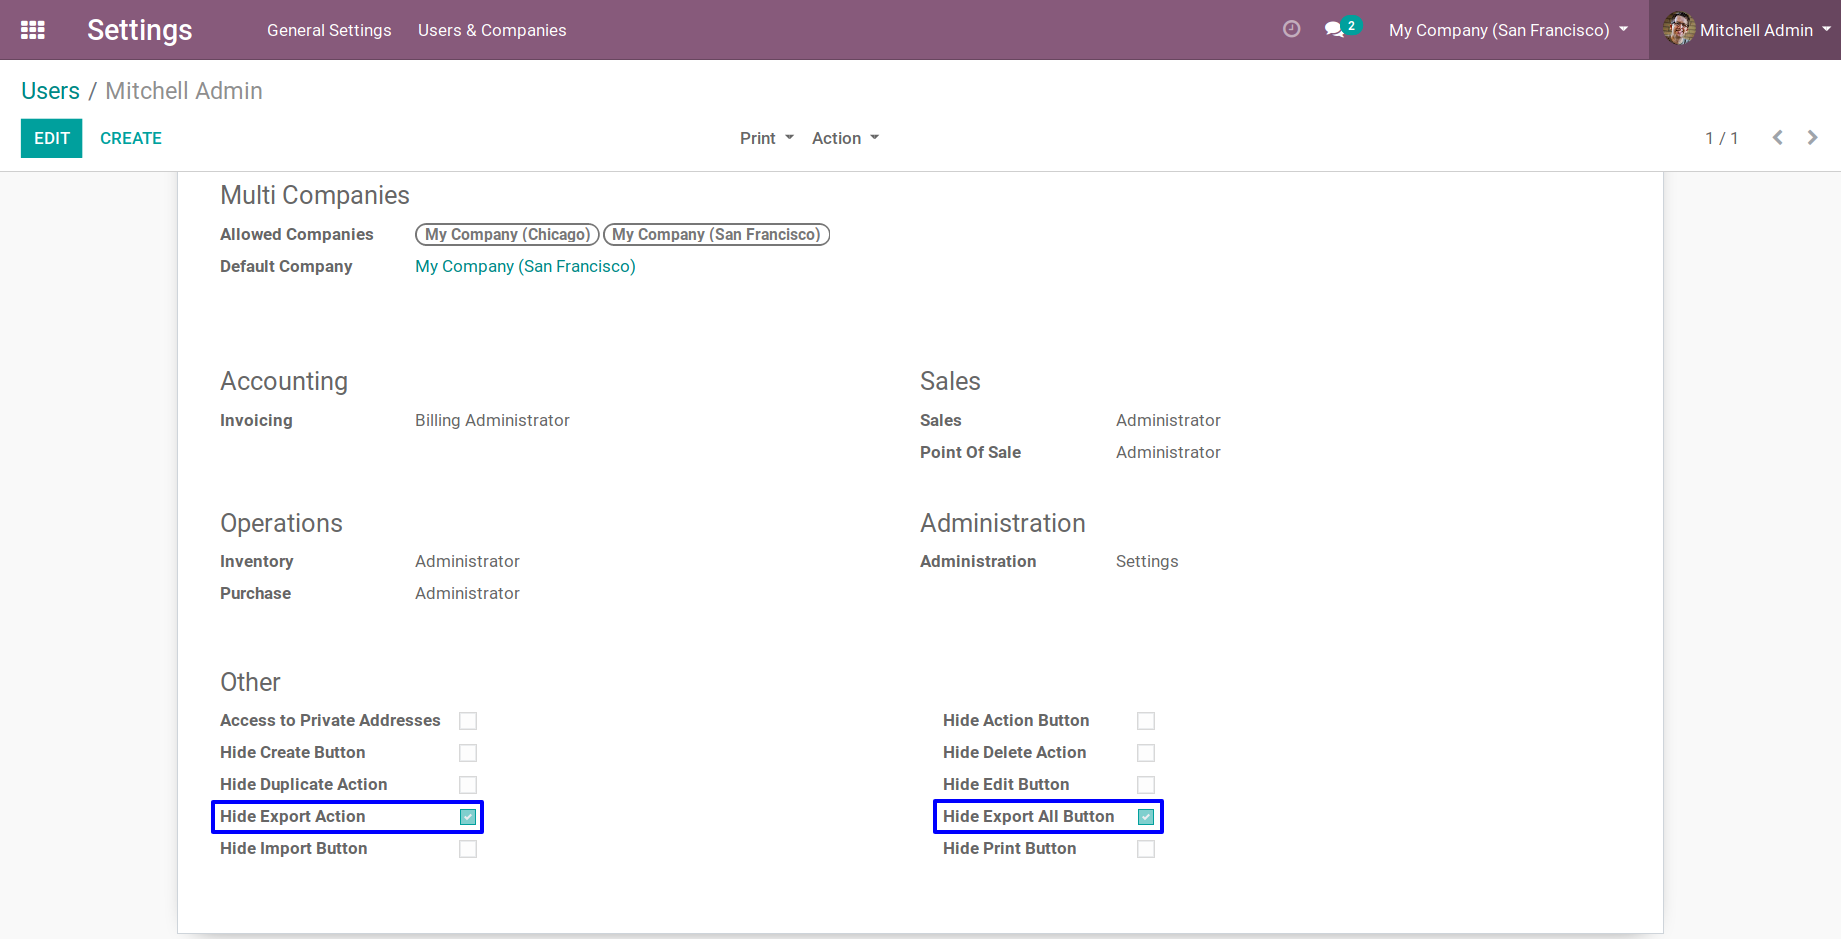 Settings General Settings Users & Companies 2 My Company (San Francisco) Mitchell Admin
Users / Mitchell Admin
EDIT CREATE Print Action 1 / 1
Multi Companies
Allowed Companies My Company (Chicago) My Company (San Francisco)
Default Company My Company (San Francisco)
Accounting Sales
Invoicing Billing Administrator Sales Administrator
Point Of Sale Administrator
Operations Administration
Inventory Administrator Administration Settings
Purchase Administrator
Other
Access to Private Addresses Hide Action Button
Hide Create Button Hide Delete Action
Hide Duplicate Action Hide Edit Button
Hide Export Action Hide Export All Button
Hide Import Button Hide Print Button